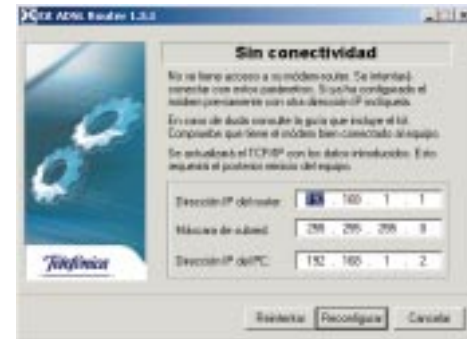 Kit ADSL Router 1.3.1
Sin conectividad
No se tiene acceso a su módem-router. Se intentará
conectar con estos parámetros. Si ya ha configurado el
módem previamente con otra dirección IP indíquela.
En caso de duda consulte la guía que incluye el kit.
Compruebe que tiene el módem bien conectado al equipo.
Se actualizará el TCP/IP con los datos introducidos. Esto
requerirá el posterior reinicio del equipo.
Dirección IP del router: 192 . 168 . 1 . 1
Máscara de subred: 255 . 255 . 255 . 0
Dirección IP del PC: 192 . 168 . 1 . 2
Telefónica
Reintentar Reconfigurar Cancelar